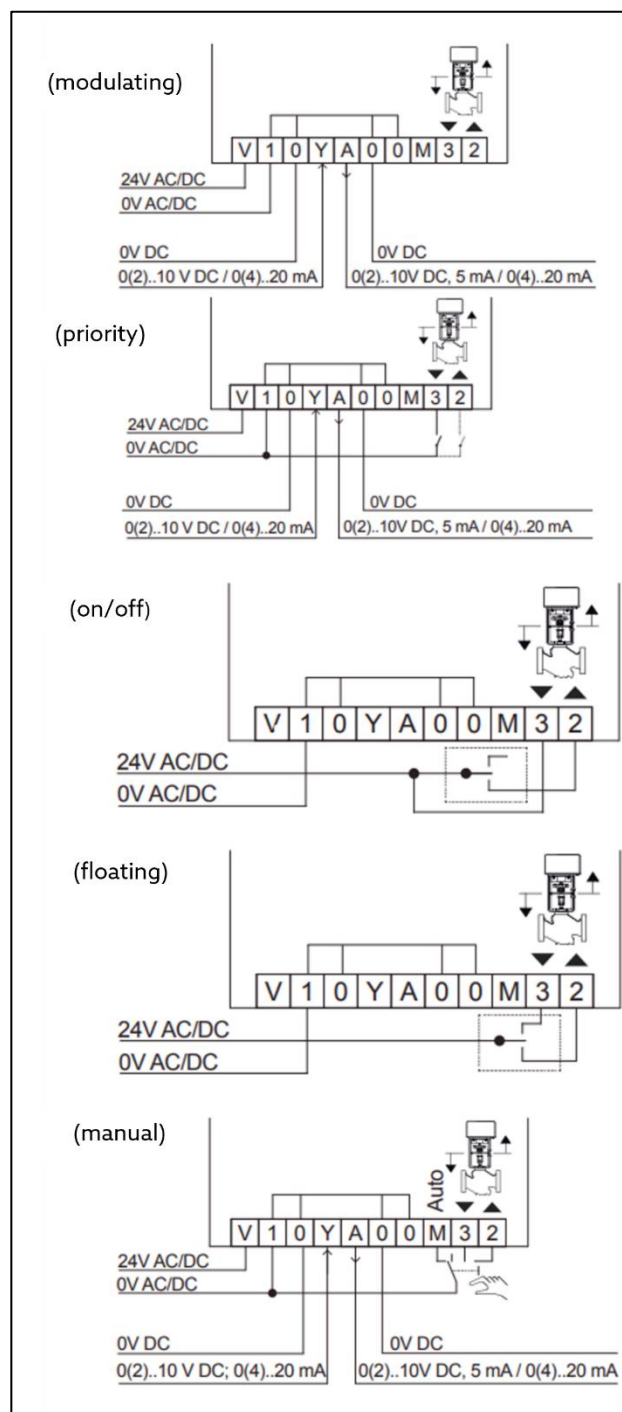 (modulating)
V 1 0 Y A 0 0 M 3 2
24V AC/DC
0V AC/DC
0V DC 0V DC
0(2)..10 V DC / 0(4)..20 mA 0(2)..10V DC, 5 mA / 0(4)..20 mA
(priority)
V 1 0 Y A 0 0 M 3 2
24V AC/DC
0V AC/DC
0V DC 0V DC
0(2)..10 V DC / 0(4)..20 mA 0(2)..10V DC, 5 mA / 0(4)..20 mA
(on/off)
V 1 0 Y A 0 0 M 3 2
24V AC/DC
0V AC/DC
(floating)
V 1 0 Y A 0 0 M 3 2
24V AC/DC
0V AC/DC
(manual)
Auto
V 1 0 Y A 0 0 M 3 2
24V AC/DC
0V AC/DC
0V DC 0V DC
0(2)..10 V DC; 0(4)..20 mA 0(2)..10V DC, 5 mA / 0(4)..20 mA